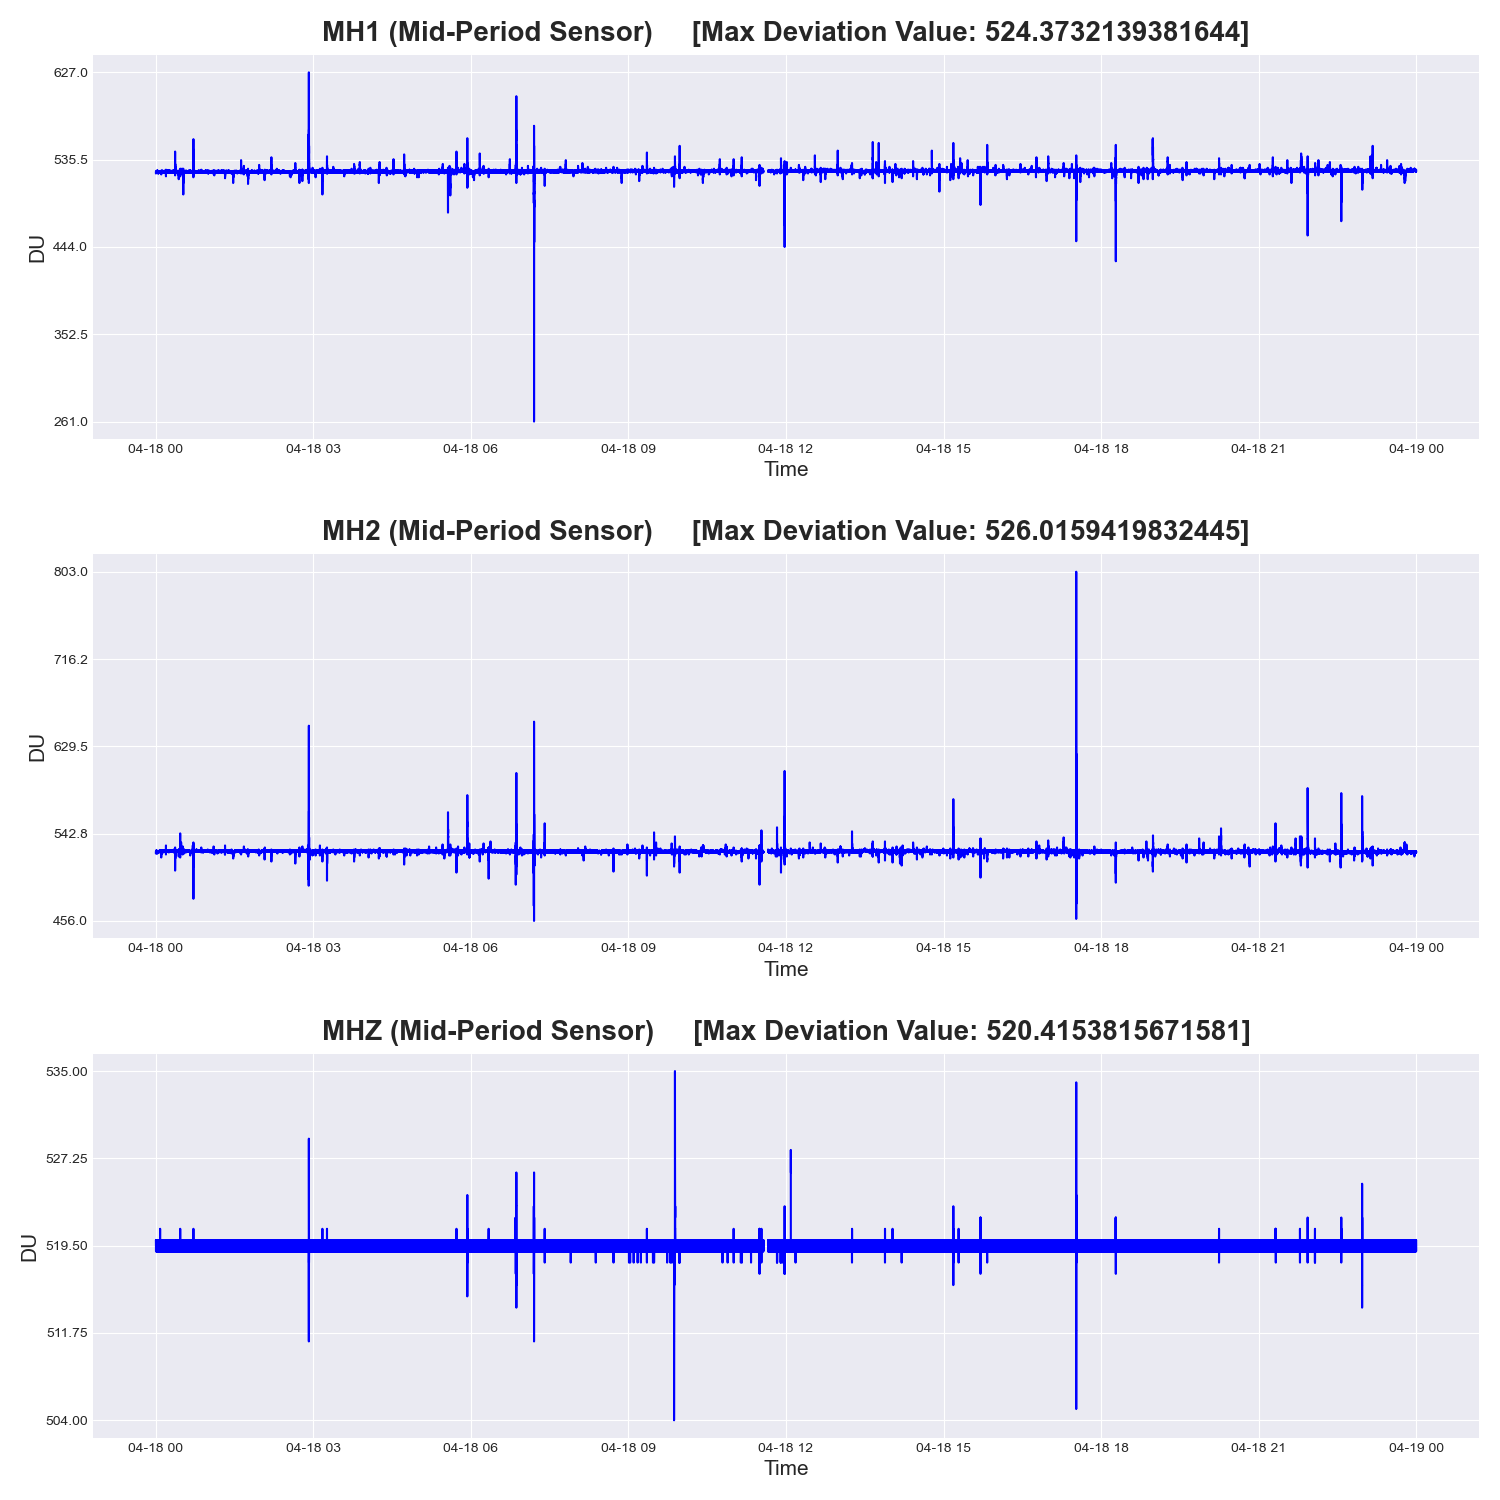 MH1 (Mid-Period Sensor) [Max Deviation Value: 524.3732139381644]
627.0
535.5
444.0
352.5
261.0
DU
04-18 00 04-18 03 04-18 06 04-18 09 04-18 12 04-18 15 04-18 18 04-18 21 04-19 00
Time
MH2 (Mid-Period Sensor) [Max Deviation Value: 526.0159419832445]
803.0
716.2
629.5
542.8
456.0
DU
04-18 00 04-18 03 04-18 06 04-18 09 04-18 12 04-18 15 04-18 18 04-18 21 04-19 00
Time
MHZ (Mid-Period Sensor) [Max Deviation Value: 520.4153815671581]
535.00
527.25
519.50
511.75
504.00
DU
04-18 00 04-18 03 04-18 06 04-18 09 04-18 12 04-18 15 04-18 18 04-18 21 04-19 00
Time